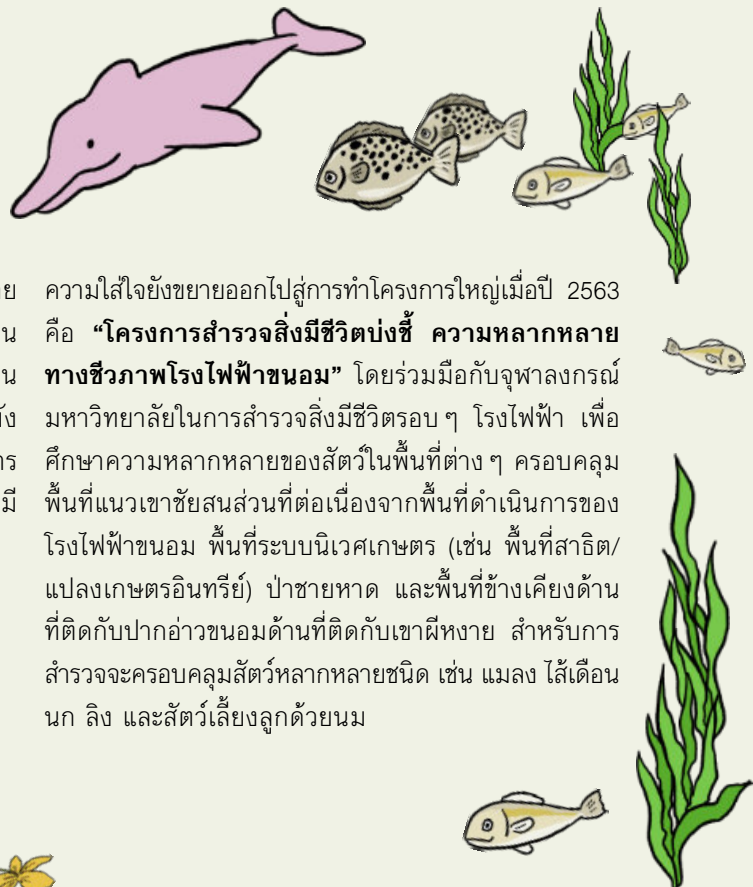 ย
น
น
ยัง
การ
มี
ความใส่ใจยังขยายออกไปสู่การทำโครงการใหญ่เมื่อปี 2563
คือ “โครงการสำรวจสิ่งมีชีวิตบ่งชี้ ความหลากหลาย
ทางชีวภาพโรงไฟฟ้าขนอม” โดยร่วมมือกับจุฬาลงกรณ์
มหาวิทยาลัยในการสำรวจสิ่งมีชีวิตรอบ ๆ โรงไฟฟ้า เพื่อ
ศึกษาความหลากหลายของสัตว์ในพื้นที่ต่าง ๆ ครอบคลุม
พื้นที่แนวเขาชัยสนส่วนที่ต่อเนื่องจากพื้นที่ดำเนินการของ
โรงไฟฟ้าขนอม พื้นที่ระบบนิเวศเกษตร (เช่น พื้นที่สาธิต/
แปลงเกษตรอินทรีย์) ป่าชายหาด และพื้นที่ข้างเคียงด้าน
ที่ติดกับปากอ่าวขนอมด้านที่ติดกับเขาผีหงาย สำหรับการ
สำรวจจะครอบคลุมสัตว์หลากหลายชนิด เช่น แมลง ไส้เดือน
นก ลิง และสัตว์เลี้ยงลูกด้วยนม